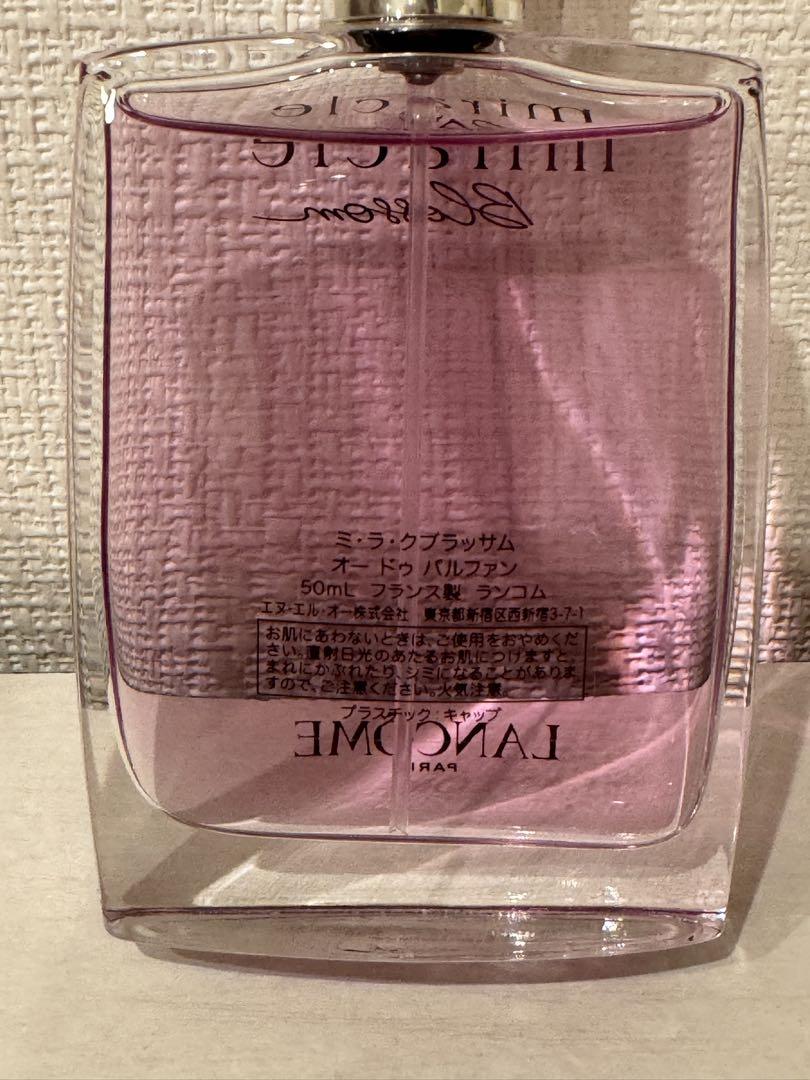 miracle
miracle
Blossom
ミ・ラ・クブラッサム
オー ドゥ パルファン
50mL フランス製 ランコム
エヌ・エル・オー株式会社 東京都新宿区西新宿3-7-1
お肌にあわないときは、ご使用をおやめくだ
さい。直射日光のあたるお肌につけますと、
まれにかぶれたり、シミになることがありま
すので、ご注意ください。火気注意。
プラスチック:キャップ
LANCÔME
PARIS